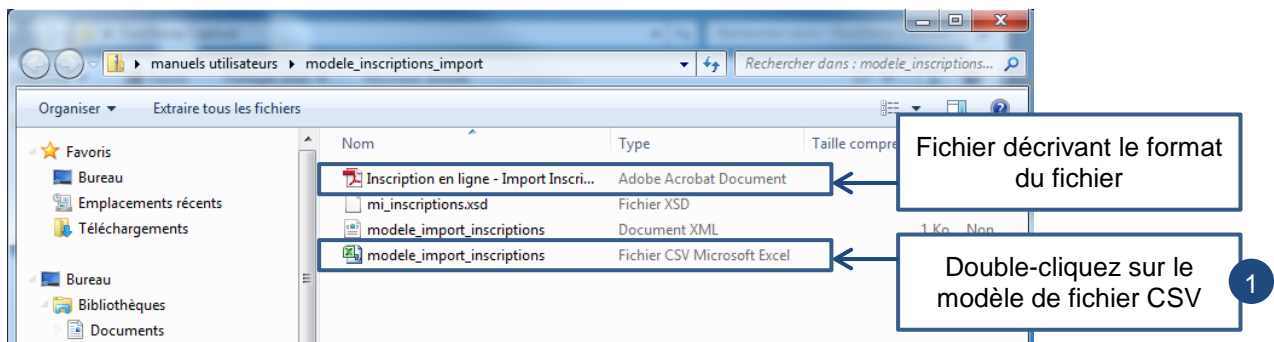 manuels utilisateurs ▸ modele_inscriptions_import
Rechercher dans : modele_inscriptions...
Organiser ▾ Extraire tous les fichiers
Nom Type Taille compre
Favoris
Bureau
Emplacements récents
Téléchargements
Bureau
Bibliothèques
Documents
Inscription en ligne - Import Inscri... Adobe Acrobat Document
mi_inscriptions.xsd Fichier XSD
modele_import_inscriptions Document XML 1 Ko Non
modele_import_inscriptions Fichier CSV Microsoft Excel
Fichier décrivant le format
du fichier
Double-cliquez sur le
modèle de fichier CSV
1